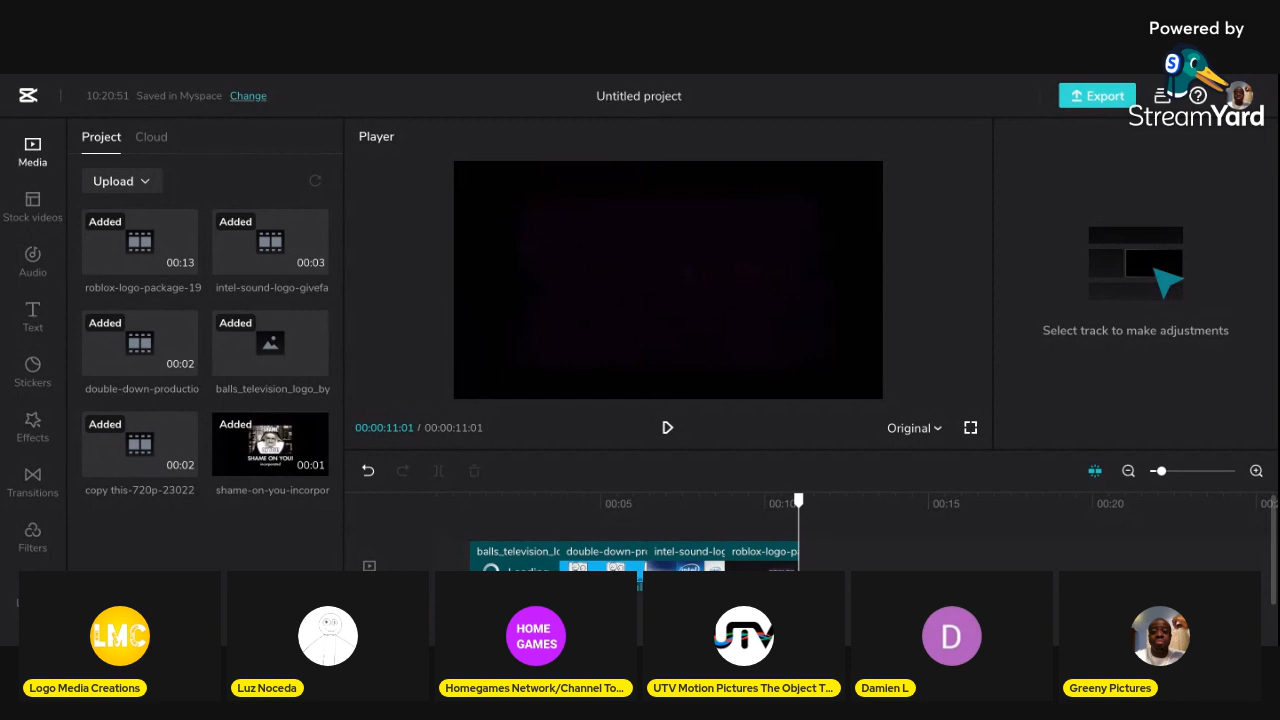 Powered by
StreamYard
10:20:51 Saved in Myspace Change
Untitled project
Export
Media
Stock videos
Audio
Text
Stickers
Effects
Transitions
Filters
Project Cloud
Upload
Added 00:13
roblox-logo-package-19
Added 00:03
intel-sound-logo-givefa
Added 00:02
double-down-productio
Added
balls_television_logo_by
Added 00:02
copy this-720p-23022
Added SHAME ON YOU! incorporated 00:01
shame-on-you-incorpor
Player
00:00:11:01 / 00:00:11:01
Original
Select track to make adjustments
00:05 00:10 00:15 00:20
balls_television_lo double-down-pro intel-sound-log roblox-logo-pa
Loading
intel
LMC
Logo Media Creations
Luz Noceda
HOME
GAMES
Homegames Network/Channel To...
UTV
UTV Motion Pictures The Object T...
D
Damien L
Greeny Pictures